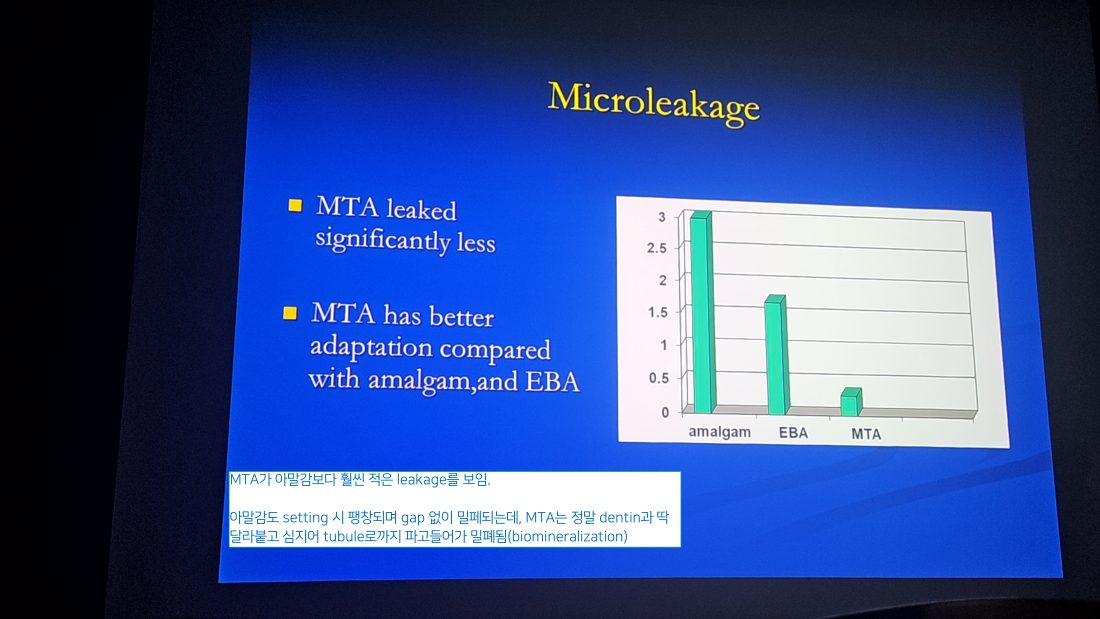 Microleakage
MTA leaked
significantly less
MTA has better
adaptation compared
with amalgam,and EBA
3
2.5
2
1.5
1
0.5
0
amalgam EBA MTA
MTA가 아말감보다 훨씬 적은 leakage를 보임.
아말감도 setting 시 팽창되며 gap 없이 밀폐되는데, MTA는 정말 dentin과 딱
달라붙고 심지어 tubule로까지 파고들어가 밀폐됨(biomineralization)